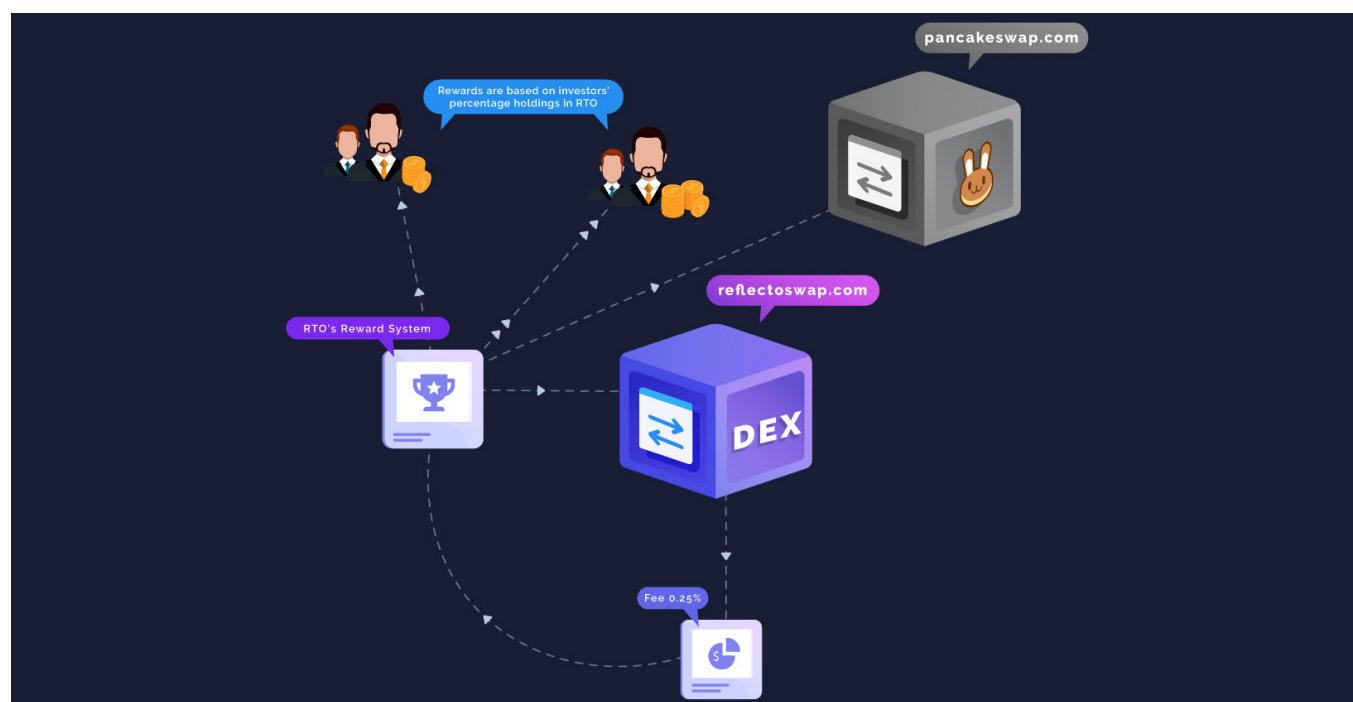 pancakeswap.com
Rewards are based on investors'
percentage holdings in RTO
reflectoswap.com
RTO's Reward System
DEX
Fee 0.25%
$